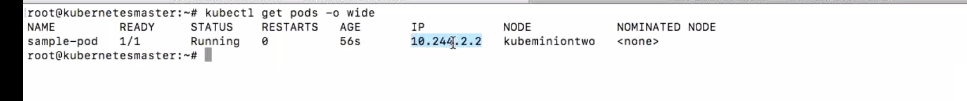 root@kubernetesmaster:~# kubectl get pods -o wide
NAME READY STATUS RESTARTS AGE IP NODE NOMINATED NODE
sample-pod 1/1 Running 0 56s 10.244.2.2 kubeminiontwo <none>
root@kubernetesmaster:~#